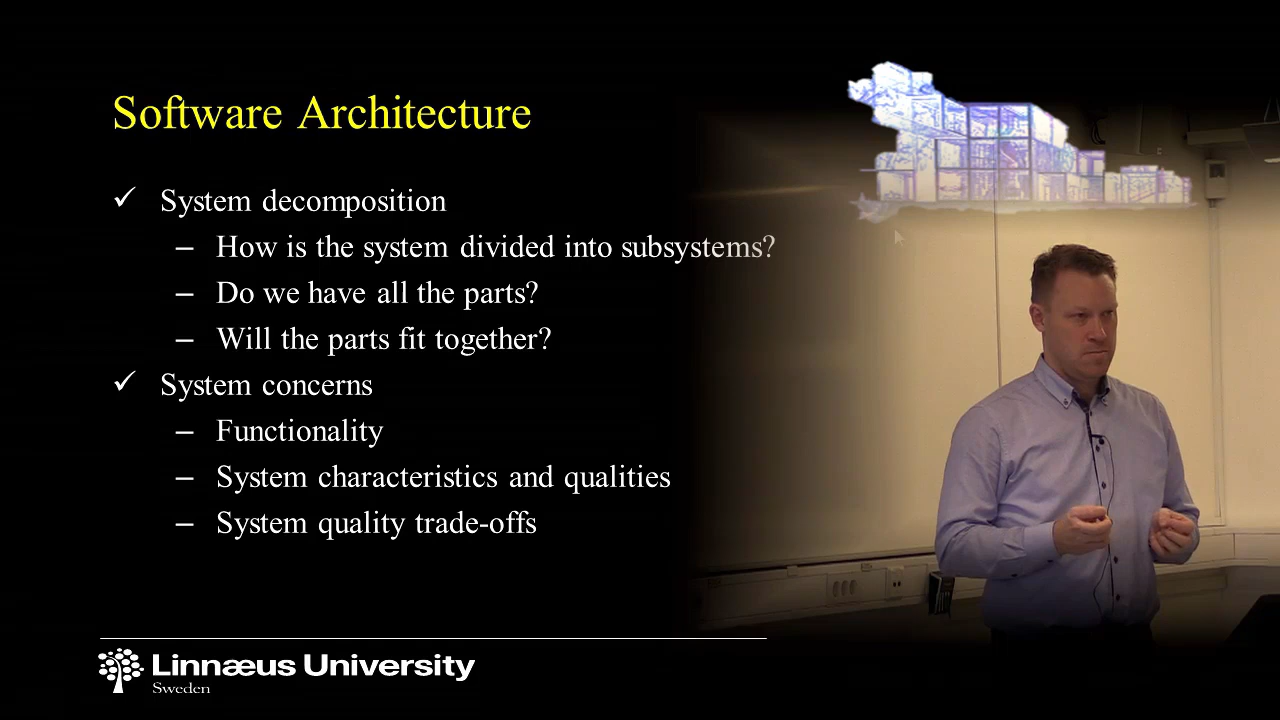 Software Architecture
✓ System decomposition
– How is the system divided into subsystems?
– Do we have all the parts?
– Will the parts fit together?
✓ System concerns
– Functionality
– System characteristics and qualities
– System quality trade-offs
Linnæus University
Sweden